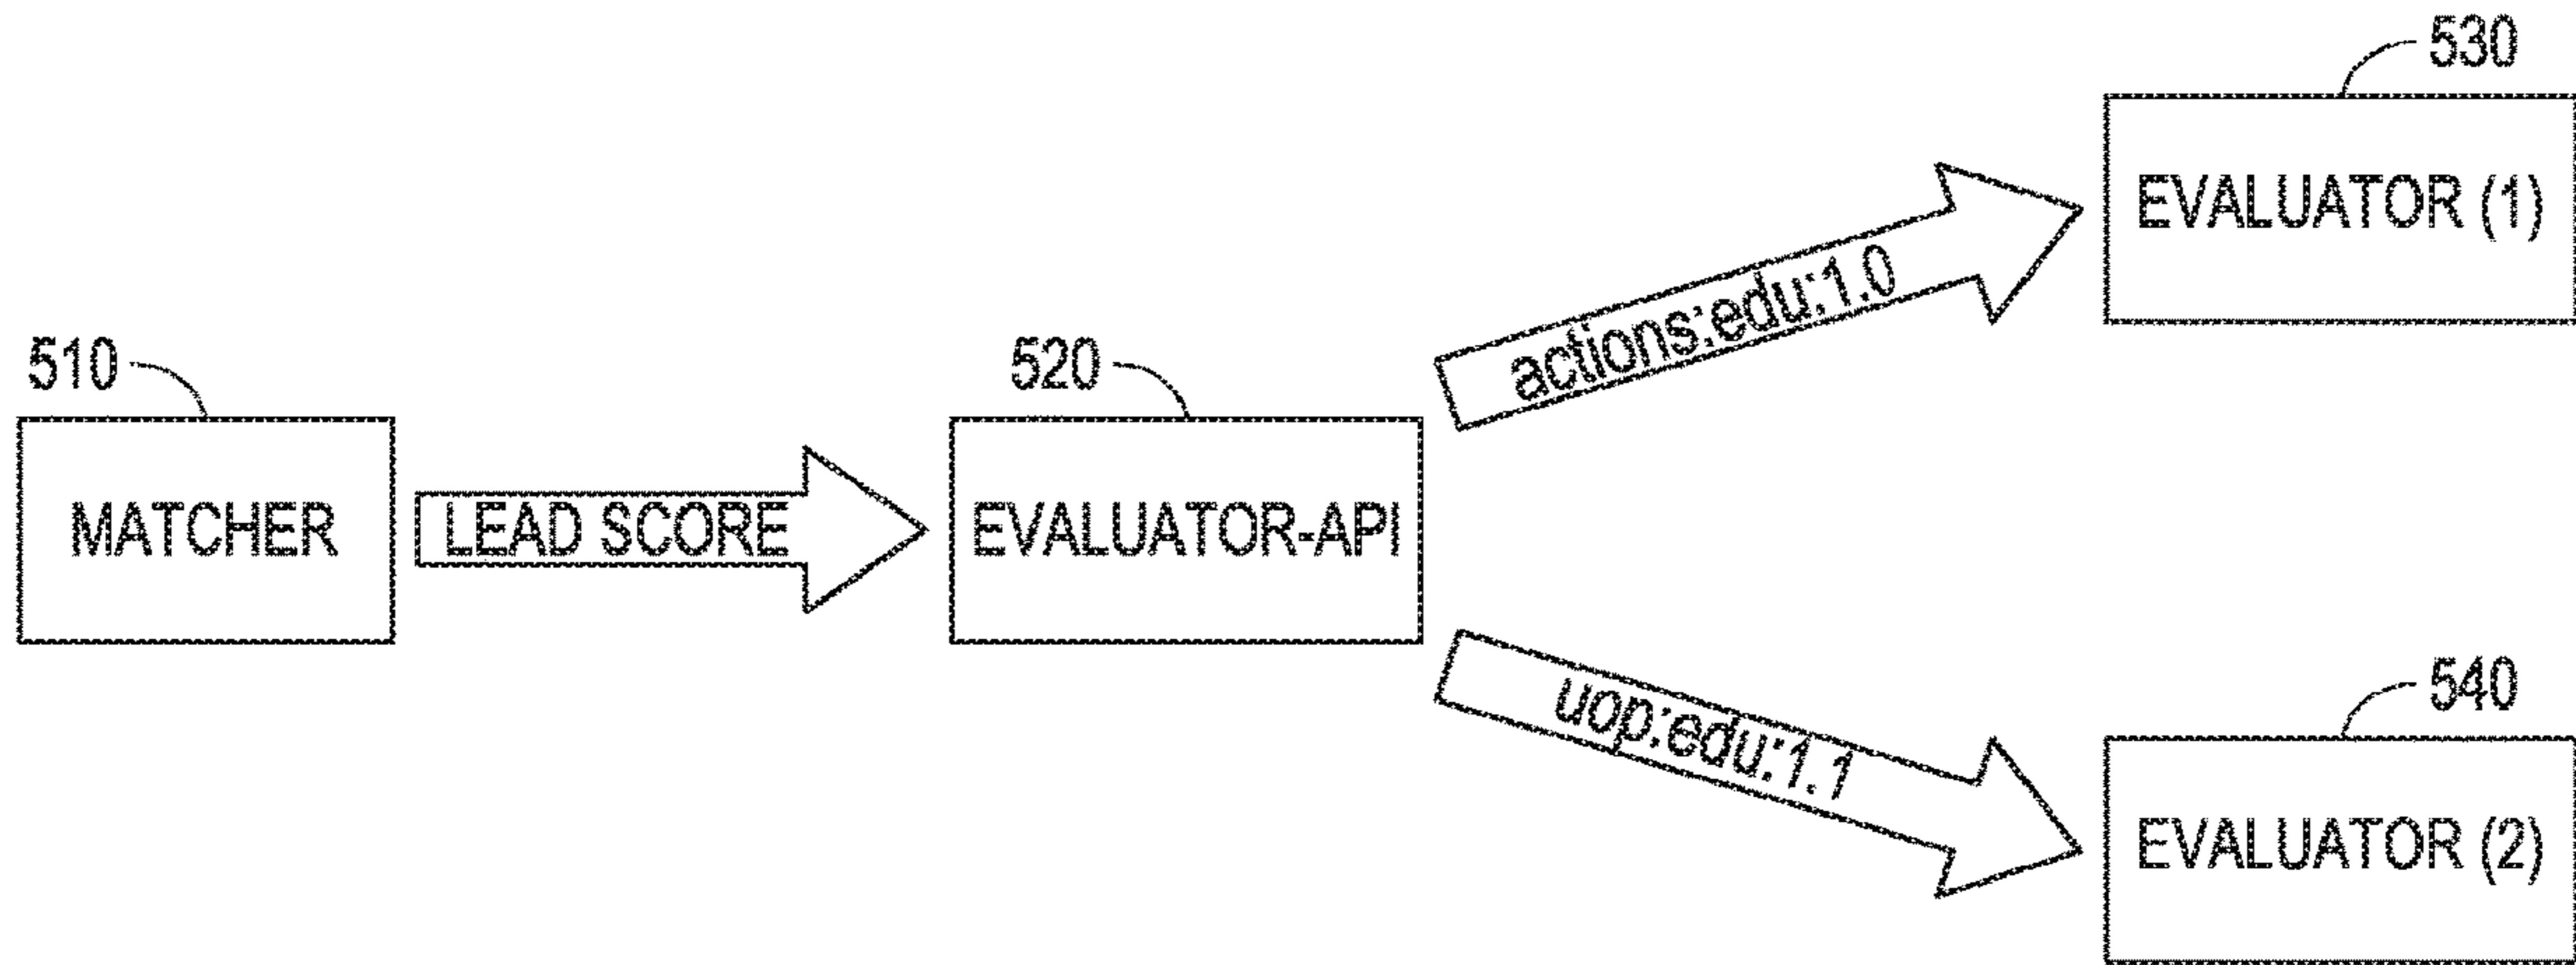 530
EVALUATOR (1)
actions:edu:1.0
510
520
MATCHER
LEAD SCORE
EVALUATOR-API
uop:edu:1.1
540
EVALUATOR (2)